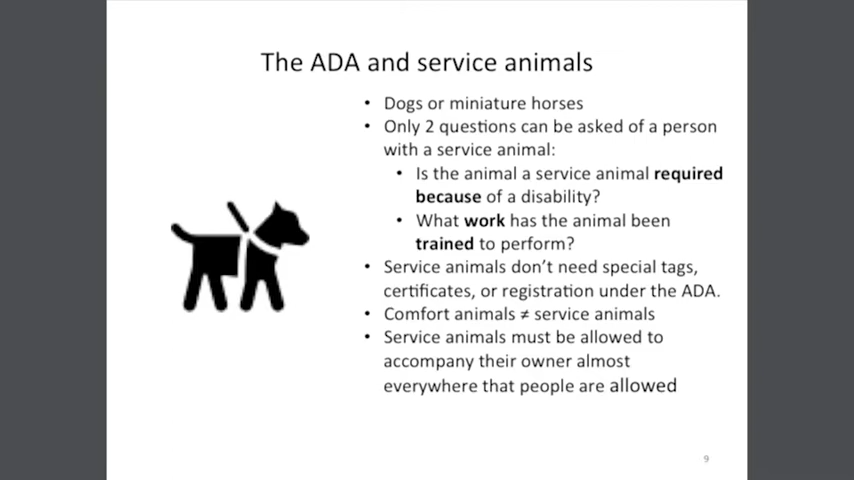 The ADA and service animals
• Dogs or miniature horses
• Only 2 questions can be asked of a person
with a service animal:
• Is the animal a service animal required
because of a disability?
• What work has the animal been
trained to perform?
• Service animals don't need special tags,
certificates, or registration under the ADA.
• Comfort animals ≠ service animals
• Service animals must be allowed to
accompany their owner almost
everywhere that people are allowed
9